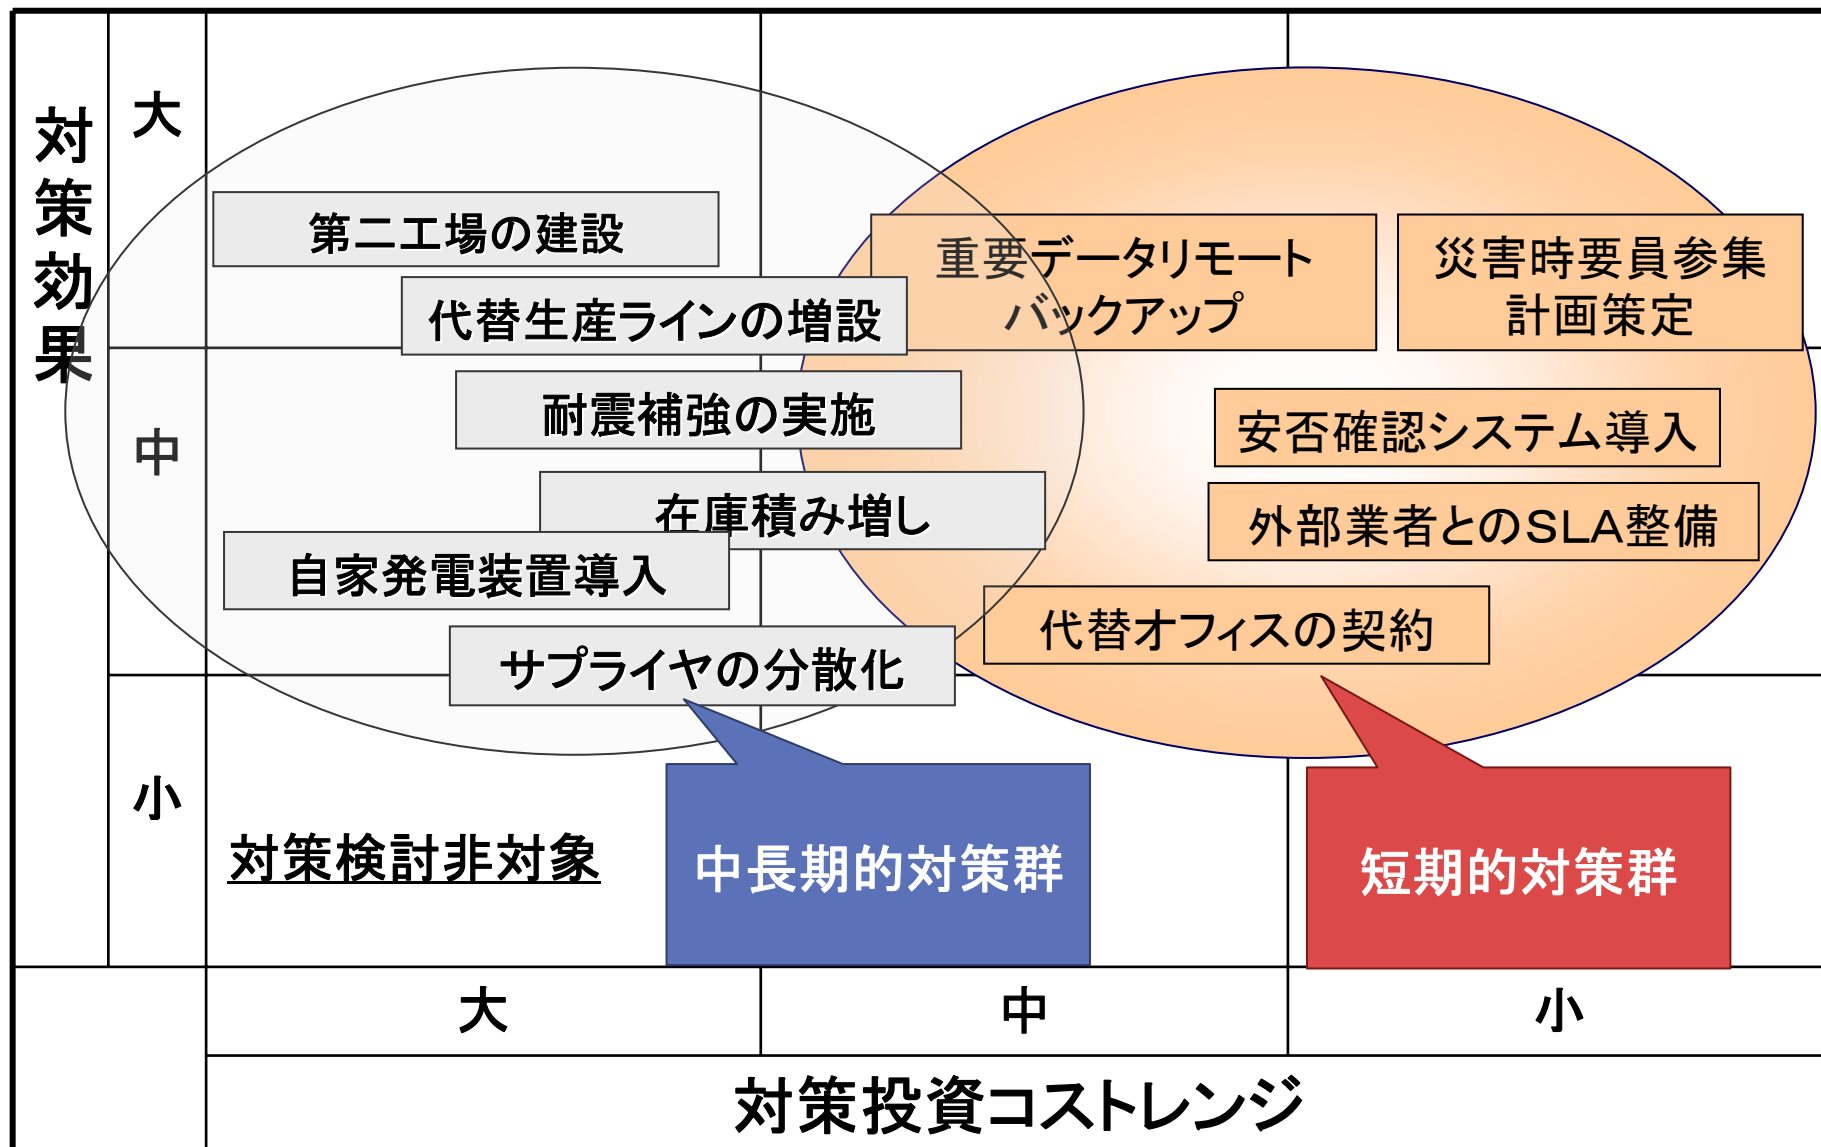 対策効果
大
中
小
第二工場の建設
代替生産ラインの増設
耐震補強の実施
在庫積み増し
自家発電装置導入
サプライヤの分散化
重要データリモート
バックアップ
災害時要員参集
計画策定
安否確認システム導入
外部業者とのSLA整備
代替オフィスの契約
対策検討非対象
中長期的対策群
短期的対策群
大
中
小
対策投資コストレンジ